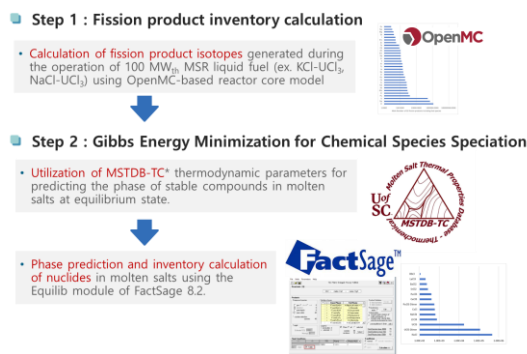 Step 1 : Fission product inventory calculation
• Calculation of fission product isotopes generated during
the operation of 100 MWth MSR liquid fuel (ex. KCl-UCl3,
NaCl-UCl3) using OpenMC-based reactor core model
OpenMC
Step 2 : Gibbs Energy Minimization for Chemical Species Speciation
• Utilization of MSTDB-TC* thermodynamic parameters for
predicting the phase of stable compounds in molten
salts at equilibrium state.
Molten Salt Thermal Properties Database - Thermochemical
U of
SC
MSTDB-TC
FactSage™
• Phase prediction and inventory calculation
of nuclides in molten salts using the
Equilib module of FactSage 8.2.